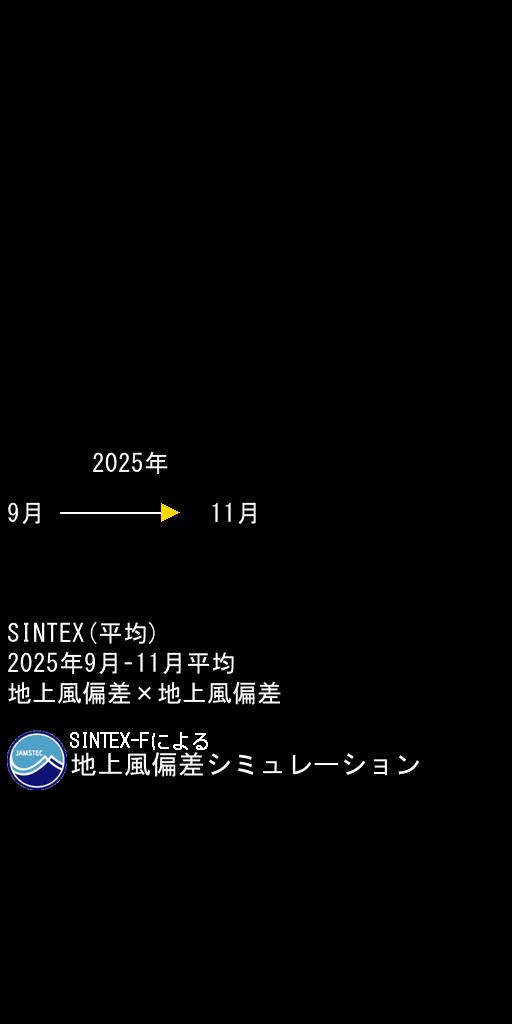 2025年
9月 11月
SINTEX(平均)
2025年9月-11月平均
地上風偏差×地上風偏差
JAMSTEC
SINTEX-Fによる
地上風偏差シミュレーション